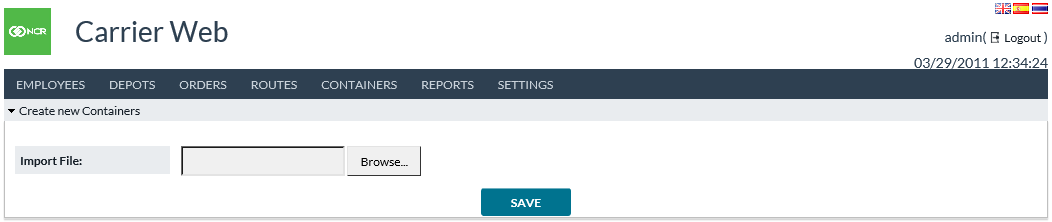 NCR
Carrier Web
admin( Logout )
03/29/2011 12:34:24
EMPLOYEES DEPOTS ORDERS ROUTES CONTAINERS REPORTS SETTINGS
Create new Containers
Import File: Browse...
SAVE